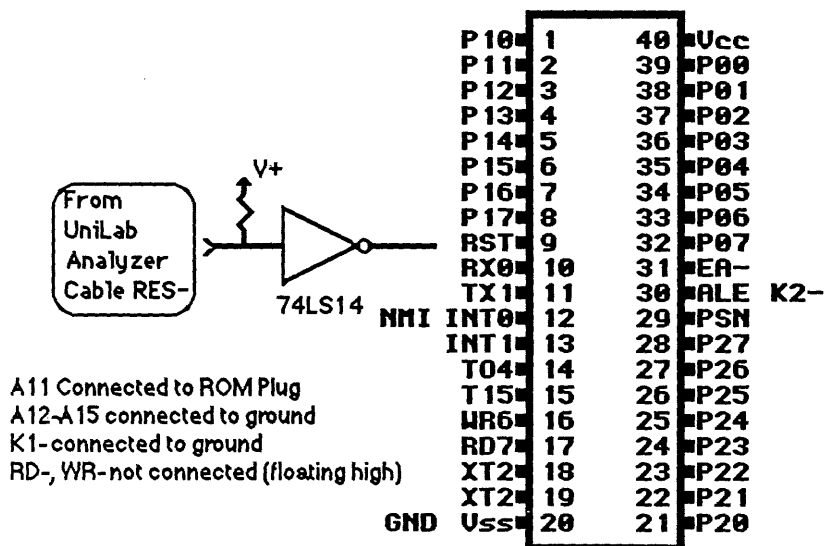 P10 1 40 Vcc
P11 2 39 P00
P12 3 38 P01
P13 4 37 P02
P14 5 36 P03
P15 6 35 P04
P16 7 34 P05
P17 8 33 P06
RST 9 32 P07
RX0 10 31 EA-
TX1 11 30 ALE K2-
NMI INT0 12 29 PSN
INT1 13 28 P27
TO4 14 27 P26
T15 15 26 P25
WR6 16 25 P24
RD7 17 24 P23
XT2 18 23 P22
XT2 19 22 P21
GND Vss 20 21 P20
V+
From
UniLab
Analyzer
Cable RES-
74LS14
A11 Connected to ROM Plug
A12-A15 connected to ground
K1- connected to ground
RD-, WR- not connected (floating high)